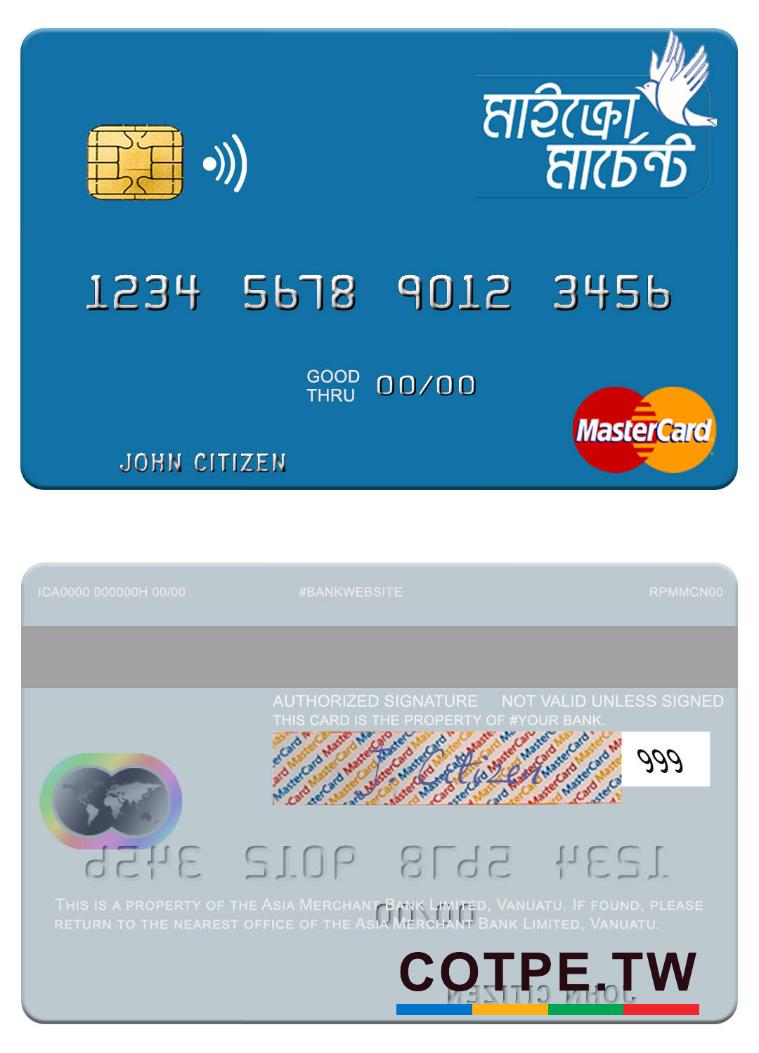 মাইক্রো
মার্চেন্ট
1234 5678 9012 3456
GOOD
THRU 00/00
MasterCard
JOHN CITIZEN
ICA0000 000000H 00/00 #BANKWEBSITE RPMMCN00
AUTHORIZED SIGNATURE NOT VALID UNLESS SIGNED
THIS CARD IS THE PROPERTY OF #YOUR BANK.
J. Citizen 999
THIS IS A PROPERTY OF THE ASIA MERCHANT BANK LIMITED, VANUATU. IF FOUND, PLEASE
RETURN TO THE NEAREST OFFICE OF THE ASIA MERCHANT BANK LIMITED, VANUATU.
COTPE.TW